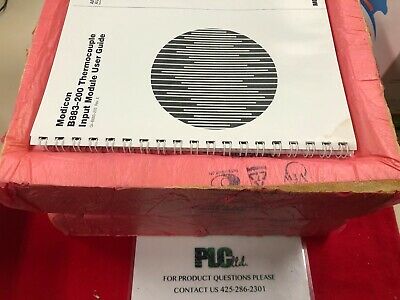 Modicon
B883-200 Thermocouple
Input Module User Guide
PLC
FOR PRODUCT QUESTIONS PLEASE
CONTACT US 425-286-2301